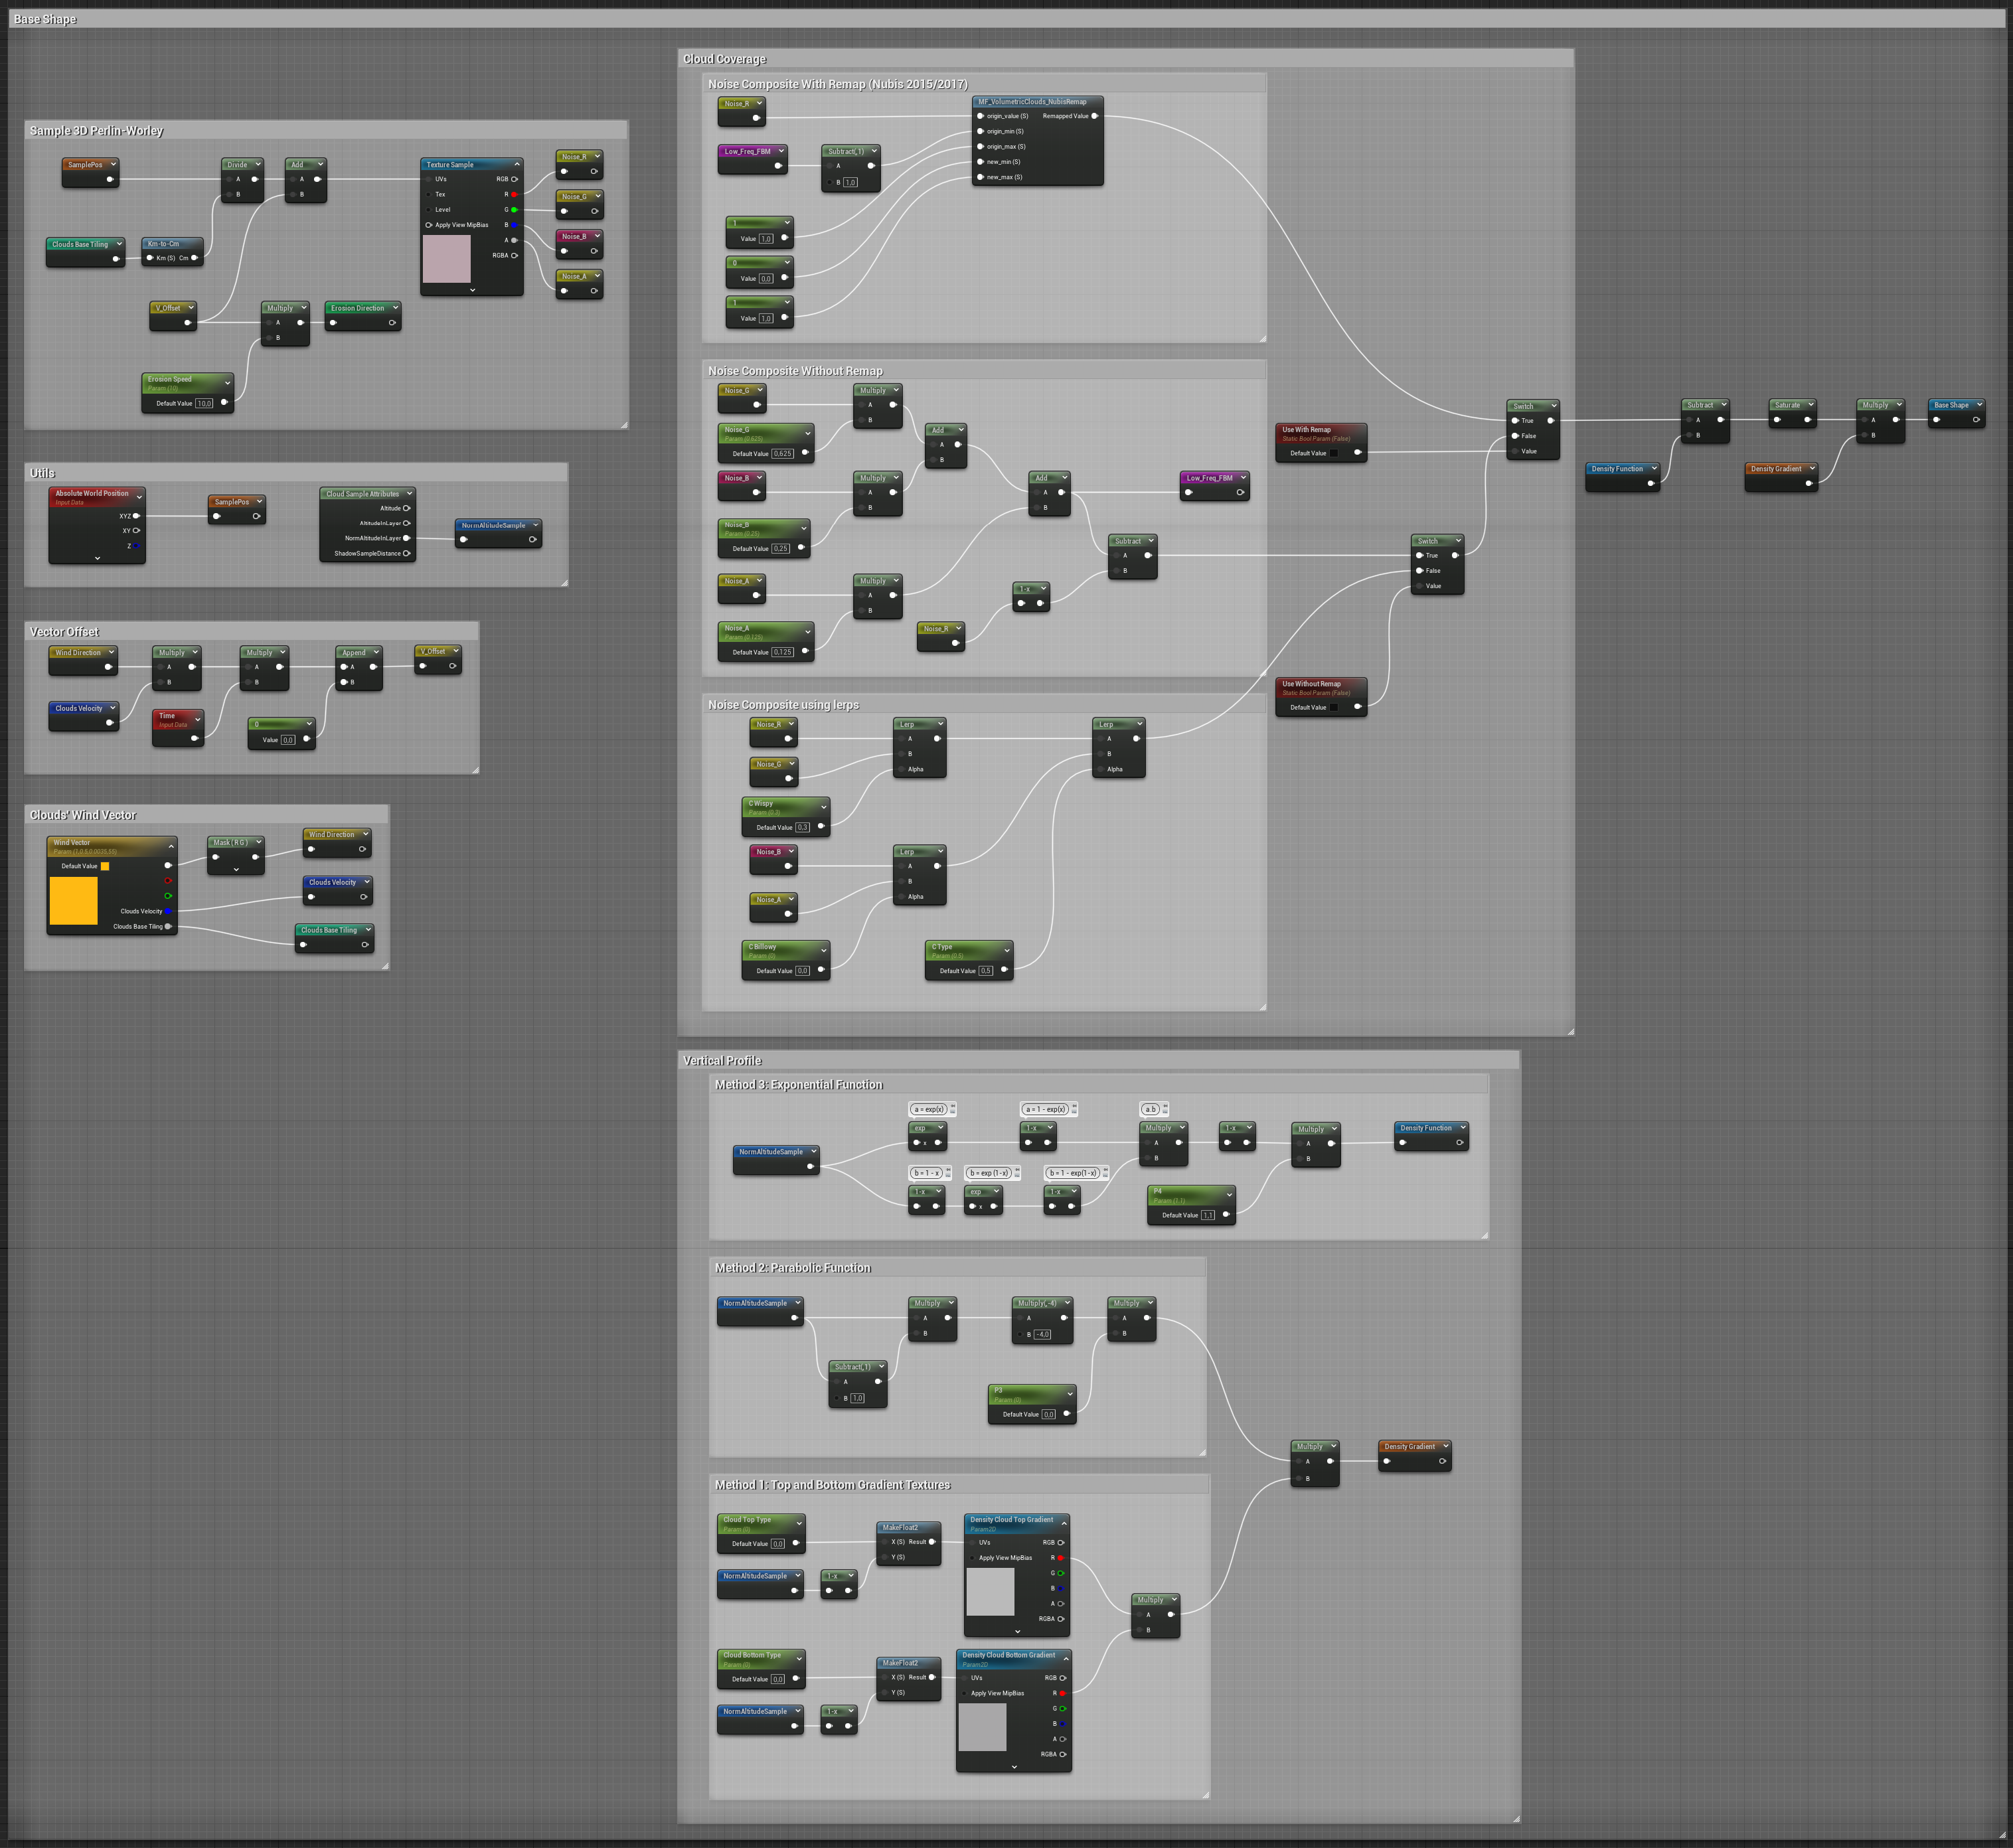 Base Shape
Sample 3D Perlin-Worley
SamplePos
Divide
A
B
Add
A
B
Texture Sample
UVs
RGB
Tex
R
Level
G
Apply View MipBias
B
A
RGBA
Noise_R
Noise_G
Noise_B
Noise_A
Clouds Base Tiling
Km-to-Cm
Km (S) Cm
V_Offset
Multiply
A
B
Erosion Direction
Erosion Speed
Param (10)
Default Value 10,0
Utils
Absolute World Position
Input Data
XYZ
XY
Z
SamplePos
Cloud Sample Attributes
Altitude
AltitudeInLayer
NormAltitudeInLayer
ShadowSampleDistance
NormAltitudeSample
Vector Offset
Wind Direction
Multiply
A
B
Multiply
A
B
Append
A
B
V_Offset
Clouds Velocity
Time
Input Data
0
Value 0,0
Clouds' Wind Vector
Wind Vector
Default Value
Clouds Velocity
Clouds Base Tiling
Mask ( R G )
Wind Direction
Clouds Velocity
Clouds Base Tiling
Cloud Coverage
Noise Composite With Remap (Nubis 2015/2017)
Noise_R
Low_Freq_FBM
Subtract(,1)
A
B 1,0
MF_VolumetricClouds_NubisRemap
origin_value (S) Remapped Value
origin_min (S)
origin_max (S)
new_min (S)
new_max (S)
1
Value 1,0
0
Value 0,0
1
Value 1,0
Noise Composite Without Remap
Noise_G
Multiply
A
B
Noise_G
Param (0.625)
Default Value 0,625
Add
A
B
Noise_B
Multiply
A
B
Noise_B
Param (0.25)
Default Value 0,25
Add
A
B
Low_Freq_FBM
Noise_A
Multiply
A
B
Noise_A
Param (0.125)
Default Value 0,125
Noise_R
1-x
Subtract
A
B
Noise Composite using lerps
Noise_R
Noise_G
Lerp
A
B
Alpha
Lerp
A
B
Alpha
C Wispy
Param (0.3)
Default Value 0,3
Noise_B
Noise_A
Lerp
A
B
Alpha
C Billowy
Param (0)
Default Value 0,0
C Type
Param (0.5)
Default Value 0,5
Use With Remap
Static Bool Param (False)
Default Value
Use Without Remap
Static Bool Param (False)
Default Value
Switch
True
False
Value
Switch
True
False
Value
Subtract
A
B
Saturate
Multiply
A
B
Base Shape
Density Function
Density Gradient
Vertical Profile
Method 3: Exponential Function
NormAltitudeSample
a = exp(x)
exp
x
a = 1 - exp(x)
1-x
a.b
Multiply
A
B
1-x
Multiply
A
B
Density Function
b = 1 - x
1-x
b = exp (1-x)
exp
x
b = 1 - exp(1-x)
1-x
P4
Param (1.1)
Default Value 1,1
Method 2: Parabolic Function
NormAltitudeSample
Multiply
A
B
Multiply(,-4)
A
B -4,0
Multiply
A
B
Subtract(,1)
A
B 1,0
P3
Param (0)
Default Value 0,0
Multiply
A
B
Density Gradient
Method 1: Top and Bottom Gradient Textures
Cloud Top Type
Param (0)
Default Value 0,0
MakeFloat2
X (S) Result
Y (S)
NormAltitudeSample
1-x
Density Cloud Top Gradient
Param2D
UVs
RGB
Apply View MipBias
R
G
B
A
RGBA
Multiply
A
B
Cloud Bottom Type
Param (0)
Default Value 0,0
MakeFloat2
X (S) Result
Y (S)
NormAltitudeSample
1-x
Density Cloud Bottom Gradient
Param2D
UVs
RGB
Apply View MipBias
R
G
B
A
RGBA